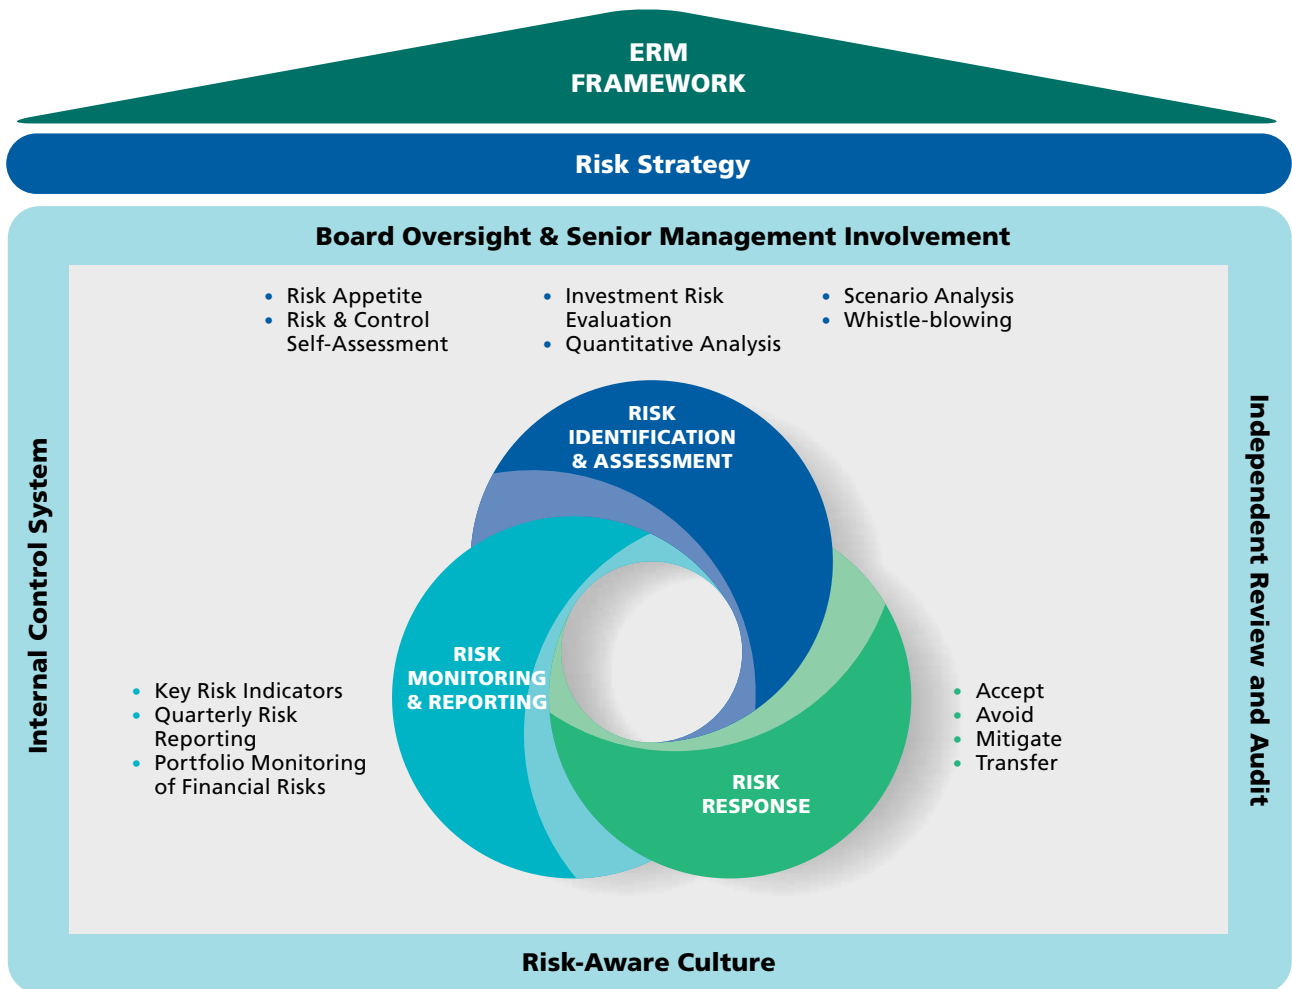 ERM
FRAMEWORK
Risk Strategy
Board Oversight & Senior Management Involvement
• Risk Appetite
• Risk & Control
Self-Assessment
• Investment Risk
Evaluation
• Quantitative Analysis
• Scenario Analysis
• Whistle-blowing
RISK
IDENTIFICATION
& ASSESSMENT
Internal Control System
Independent Review and Audit
RISK
MONITORING
& REPORTING
• Key Risk Indicators
• Quarterly Risk
Reporting
• Portfolio Monitoring
of Financial Risks
• Accept
• Avoid
• Mitigate
• Transfer
RISK
RESPONSE
Risk-Aware Culture